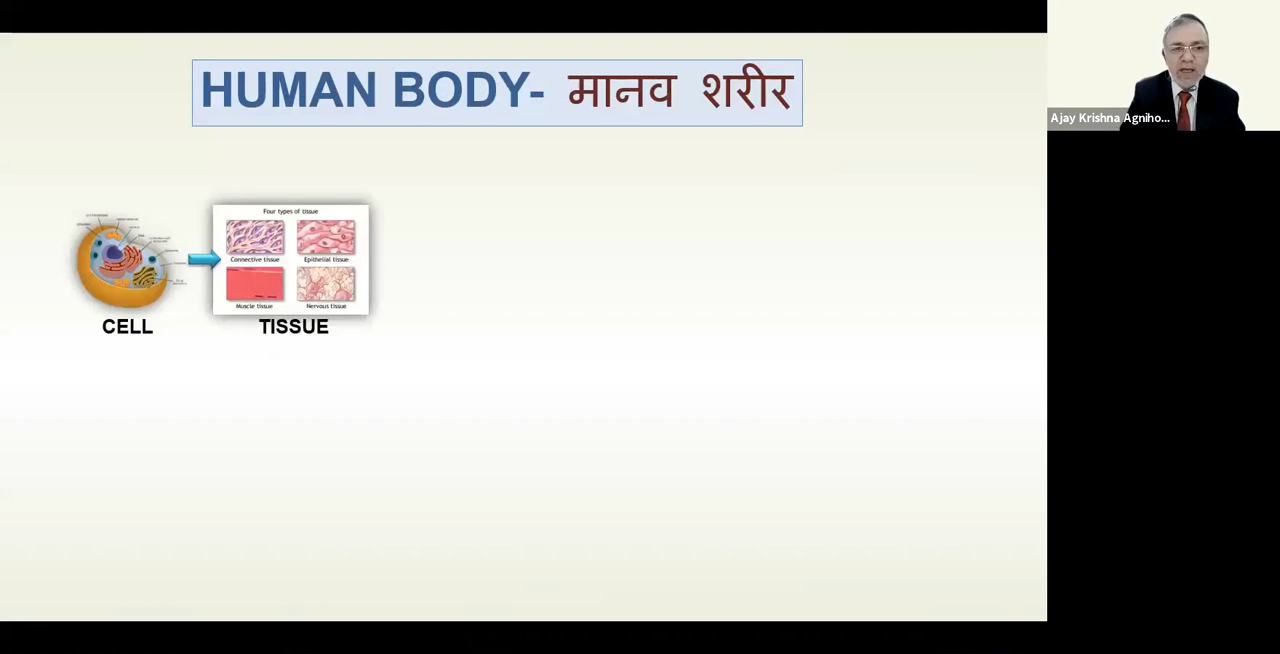 HUMAN BODY- मानव शरीर
Ajay Krishna Agniho...
Four types of tissue
Connective tissue
Epithelial tissue
Muscle tissue
Nervous tissue
CELL
TISSUE